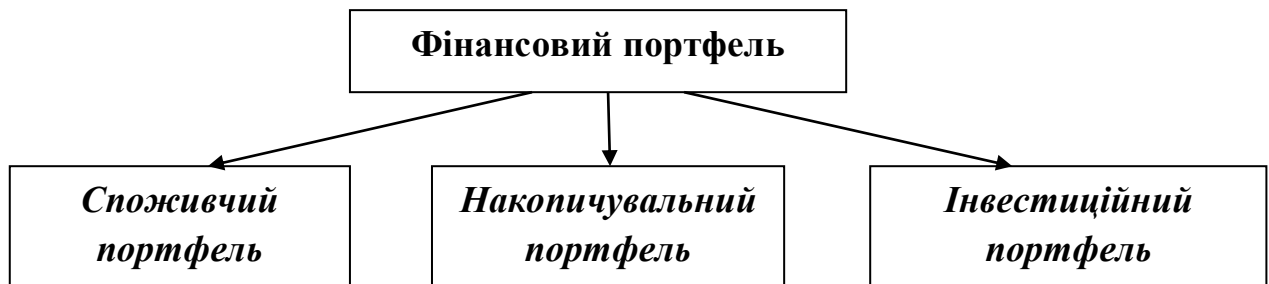 Фінансовий портфель
Споживчий
портфель
Накопичувальний
портфель
Інвестиційний
портфель